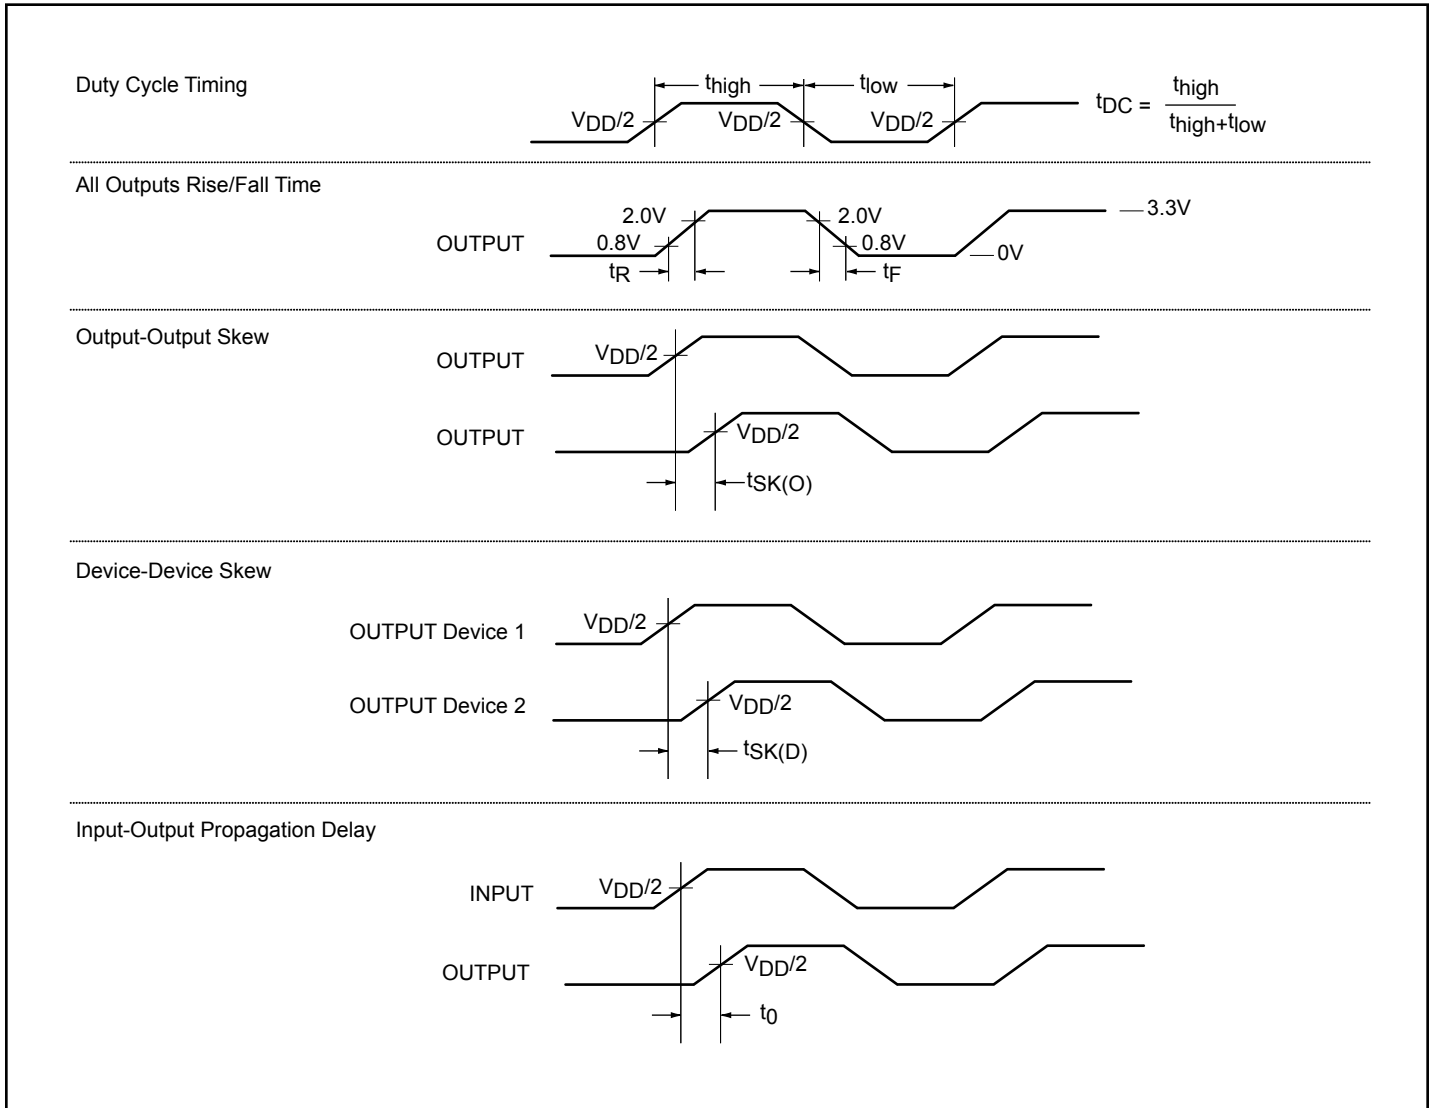 Duty Cycle Timing
thigh
tlow
VDD/2
VDD/2
VDD/2
tDC = thigh
thigh+tlow
All Outputs Rise/Fall Time
OUTPUT
2.0V
2.0V
3.3V
0.8V
0.8V
0V
tR
tF
Output-Output Skew
OUTPUT
VDD/2
OUTPUT
VDD/2
tSK(O)
Device-Device Skew
OUTPUT Device 1
VDD/2
OUTPUT Device 2
VDD/2
tSK(D)
Input-Output Propagation Delay
INPUT
VDD/2
OUTPUT
VDD/2
t0